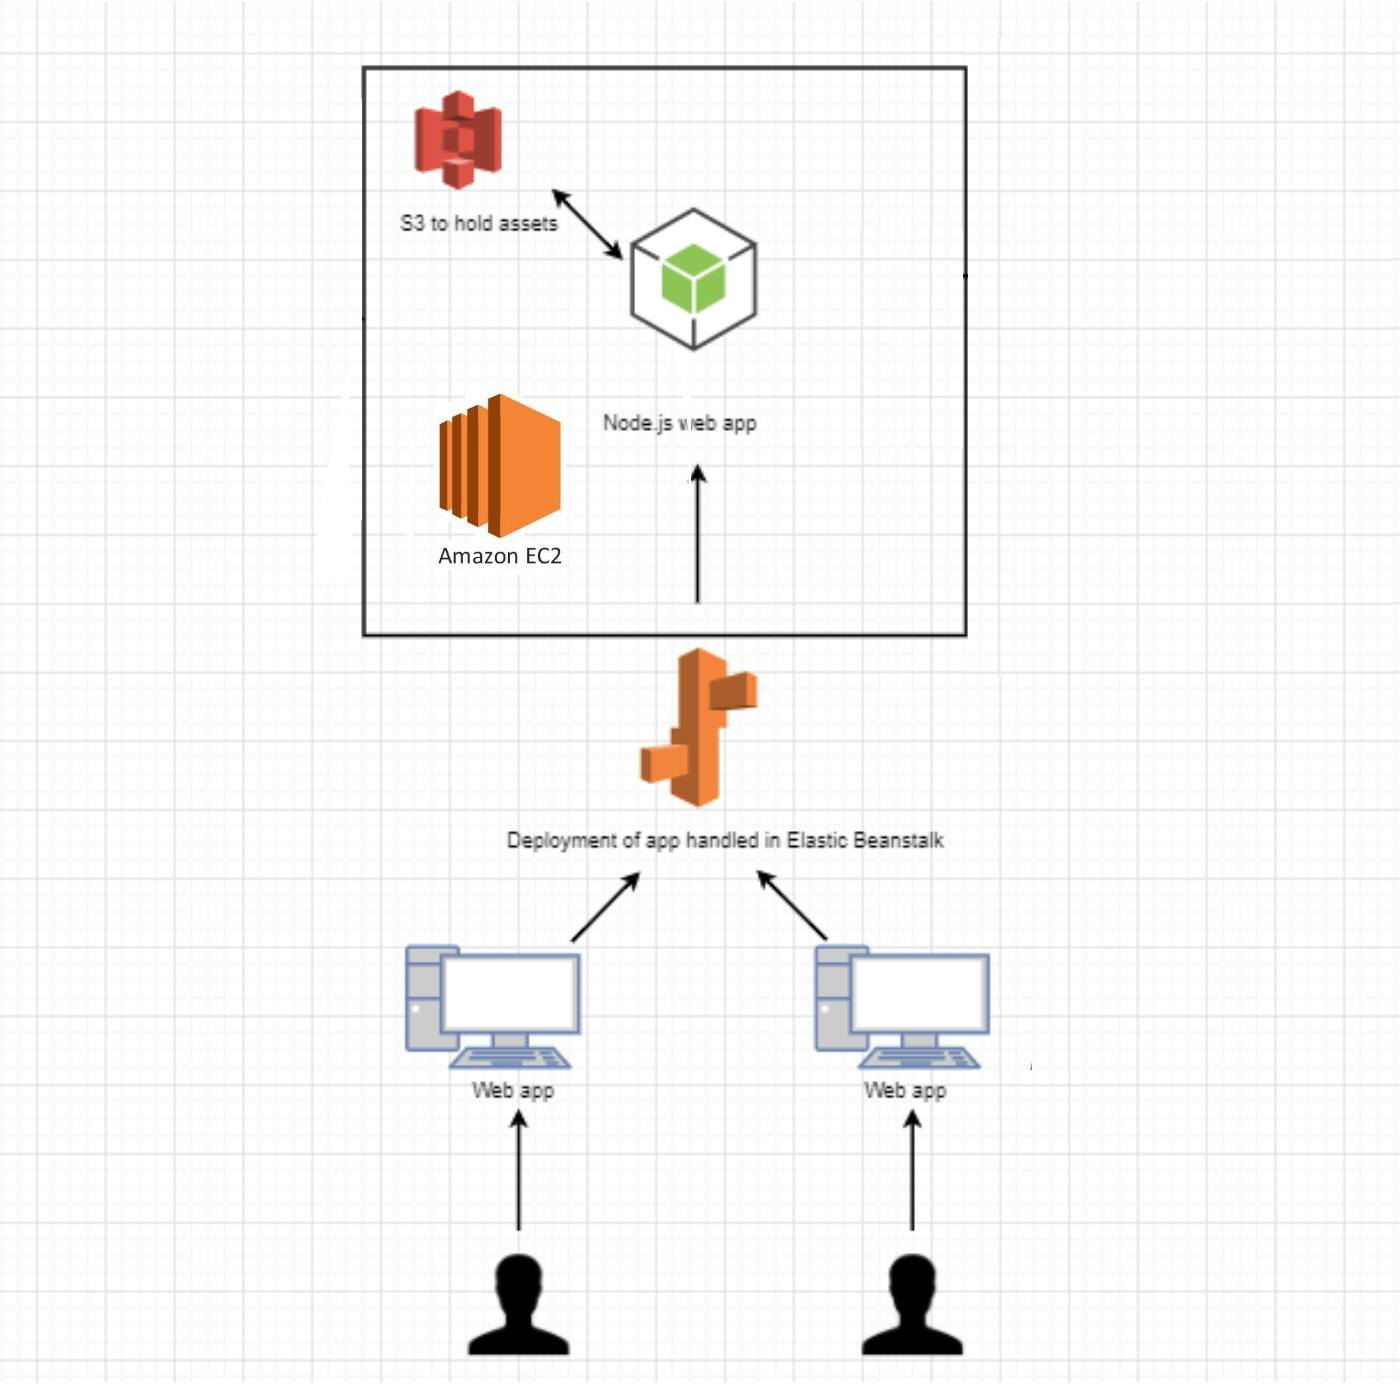 S3 to hold assets
Node.js web app
Amazon EC2
Deployment of app handled in Elastic Beanstalk
Web app
Web app